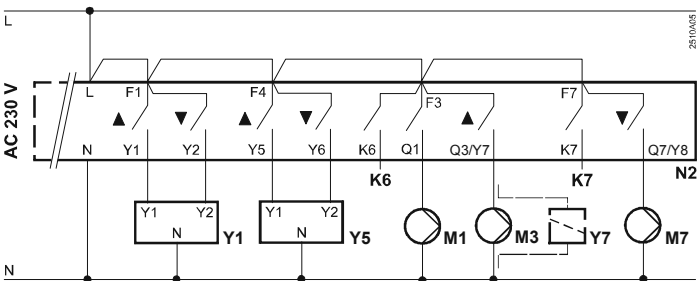 L
2510A05
AC 230 V
L F1 F4 F3 F7
N Y1 Y2 Y5 Y6 K6 Q1 Q3/Y7 K7 Q7/Y8
K6 K7 N2
Y1 Y2 Y1 Y2
N Y1 N Y5 M1 M3 Y7 M7
N